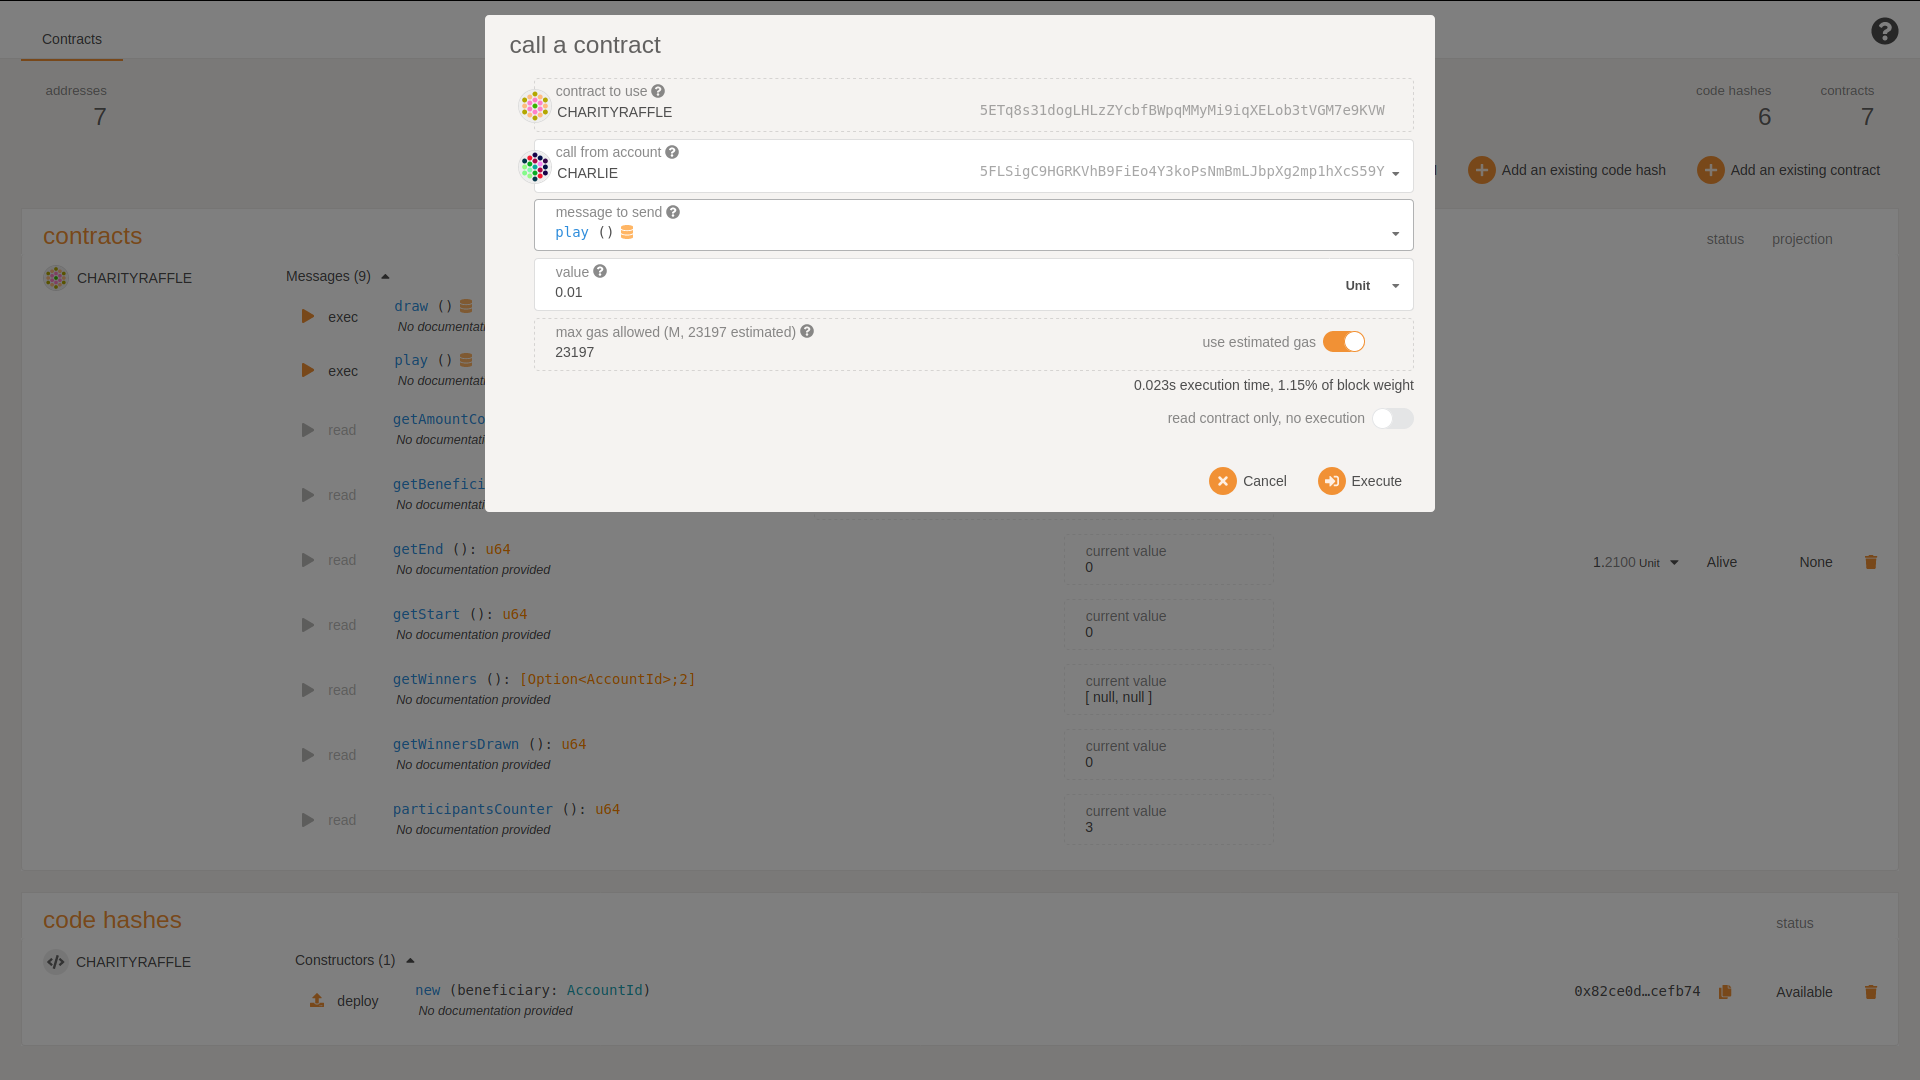 Contracts
addresses
7
code hashes
6
contracts
7
Add an existing code hash
Add an existing contract
call a contract
contract to use
CHARITYRAFFLE
5ETq8s31dogLHLzZYcbfBWpqMMyMi9iqXELob3tVGM7e9KVW
call from account
CHARLIE
5FLSigC9HGRKVhB9FiEo4Y3koPsNmBmLJbpXg2mp1hXcS59Y
message to send
play ()
value
0.01
Unit
max gas allowed (M, 23197 estimated)
23197
use estimated gas
0.023s execution time, 1.15% of block weight
read contract only, no execution
Cancel
Execute
contracts
status
projection
CHARITYRAFFLE
Messages (9)
exec
draw ()
No documentati
exec
play ()
No documentati
read
getAmountCo
No documentati
read
getBenefici
No documentati
read
getEnd (): u64
No documentation provided
current value
0
1.2100 Unit
Alive
None
read
getStart (): u64
No documentation provided
current value
0
read
getWinners (): [Option<AccountId>;2]
No documentation provided
current value
[ null, null ]
read
getWinnersDrawn (): u64
No documentation provided
current value
0
read
participantsCounter (): u64
No documentation provided
current value
3
code hashes
status
CHARITYRAFFLE
Constructors (1)
deploy
new (beneficiary: AccountId)
No documentation provided
0x82ce0d…cefb74
Available